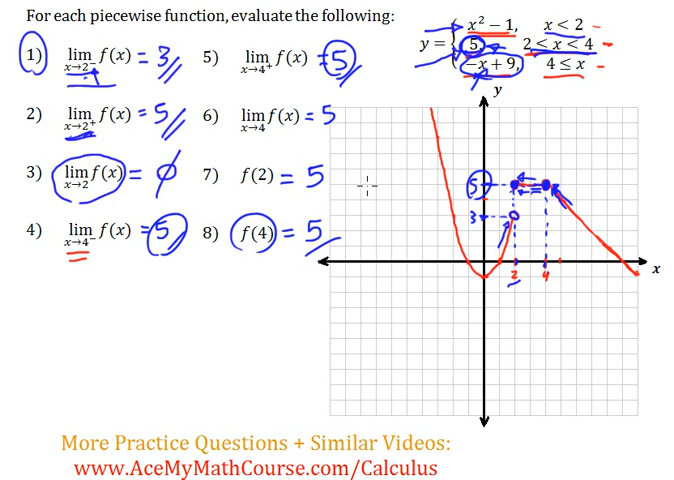 For each piecewise function, evaluate the following:
y = { x² − 1, x < 2
5, 2 ≤ x < 4
−x + 9, 4 ≤ x
1) lim x→2⁻ f(x) = 3 5) lim x→4⁺ f(x) = 5
2) lim x→2⁺ f(x) = 5 6) lim x→4 f(x) = 5
3) lim x→2 f(x) = ∅ 7) f(2) = 5
4) lim x→4⁻ f(x) = 5 8) f(4) = 5
y
5
3
2 4
x
More Practice Questions + Similar Videos:
www.AceMyMathCourse.com/Calculus